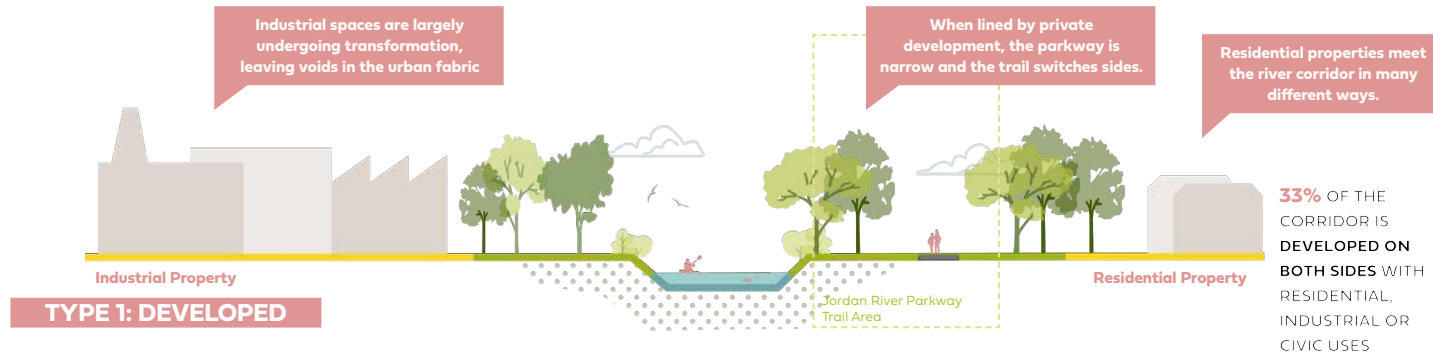 Industrial spaces are largely
undergoing transformation,
leaving voids in the urban fabric
When lined by private
development, the parkway is
narrow and the trail switches sides.
Residential properties meet
the river corridor in many
different ways.
33% OF THE
CORRIDOR IS
DEVELOPED ON
BOTH SIDES WITH
RESIDENTIAL,
INDUSTRIAL OR
CIVIC USES
Industrial Property
Residential Property
Jordan River Parkway
Trail Area
TYPE 1: DEVELOPED